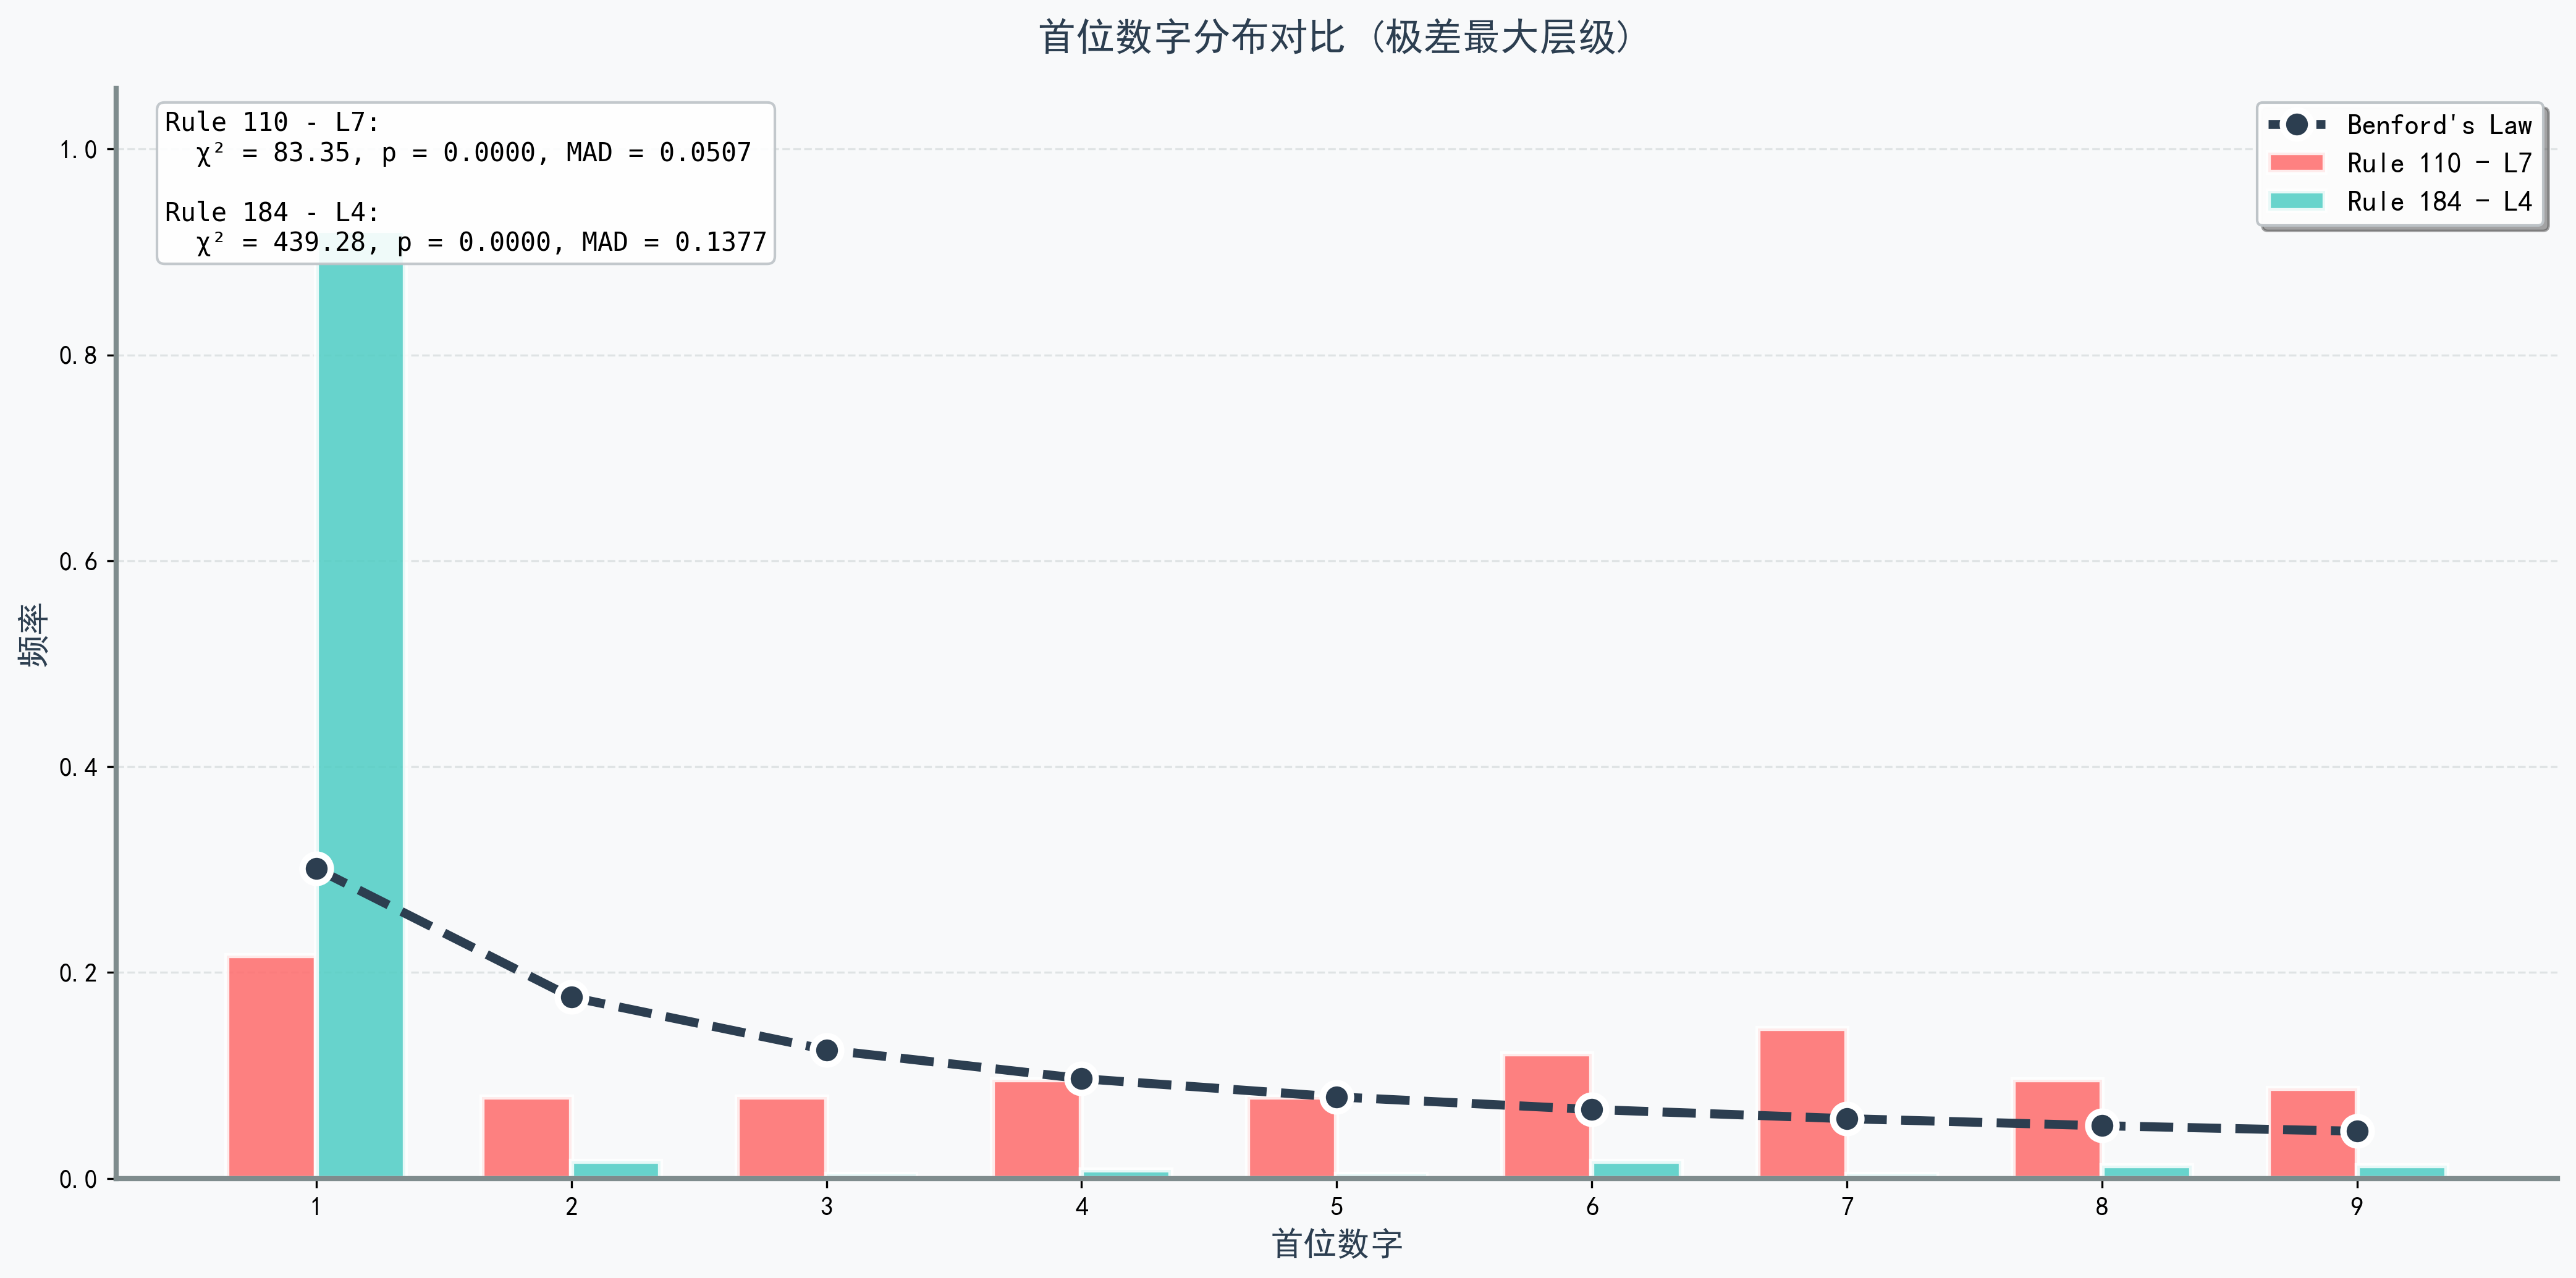 首位数字分布对比 (极差最大层级)
Rule 110 - L7:
χ² = 83.35, p = 0.0000, MAD = 0.0507
Rule 184 - L4:
χ² = 439.28, p = 0.0000, MAD = 0.1377
Benford's Law
Rule 110 - L7
Rule 184 - L4
1.0
0.8
0.6
0.4
0.2
0.0
频率
1 2 3 4 5 6 7 8 9
首位数字